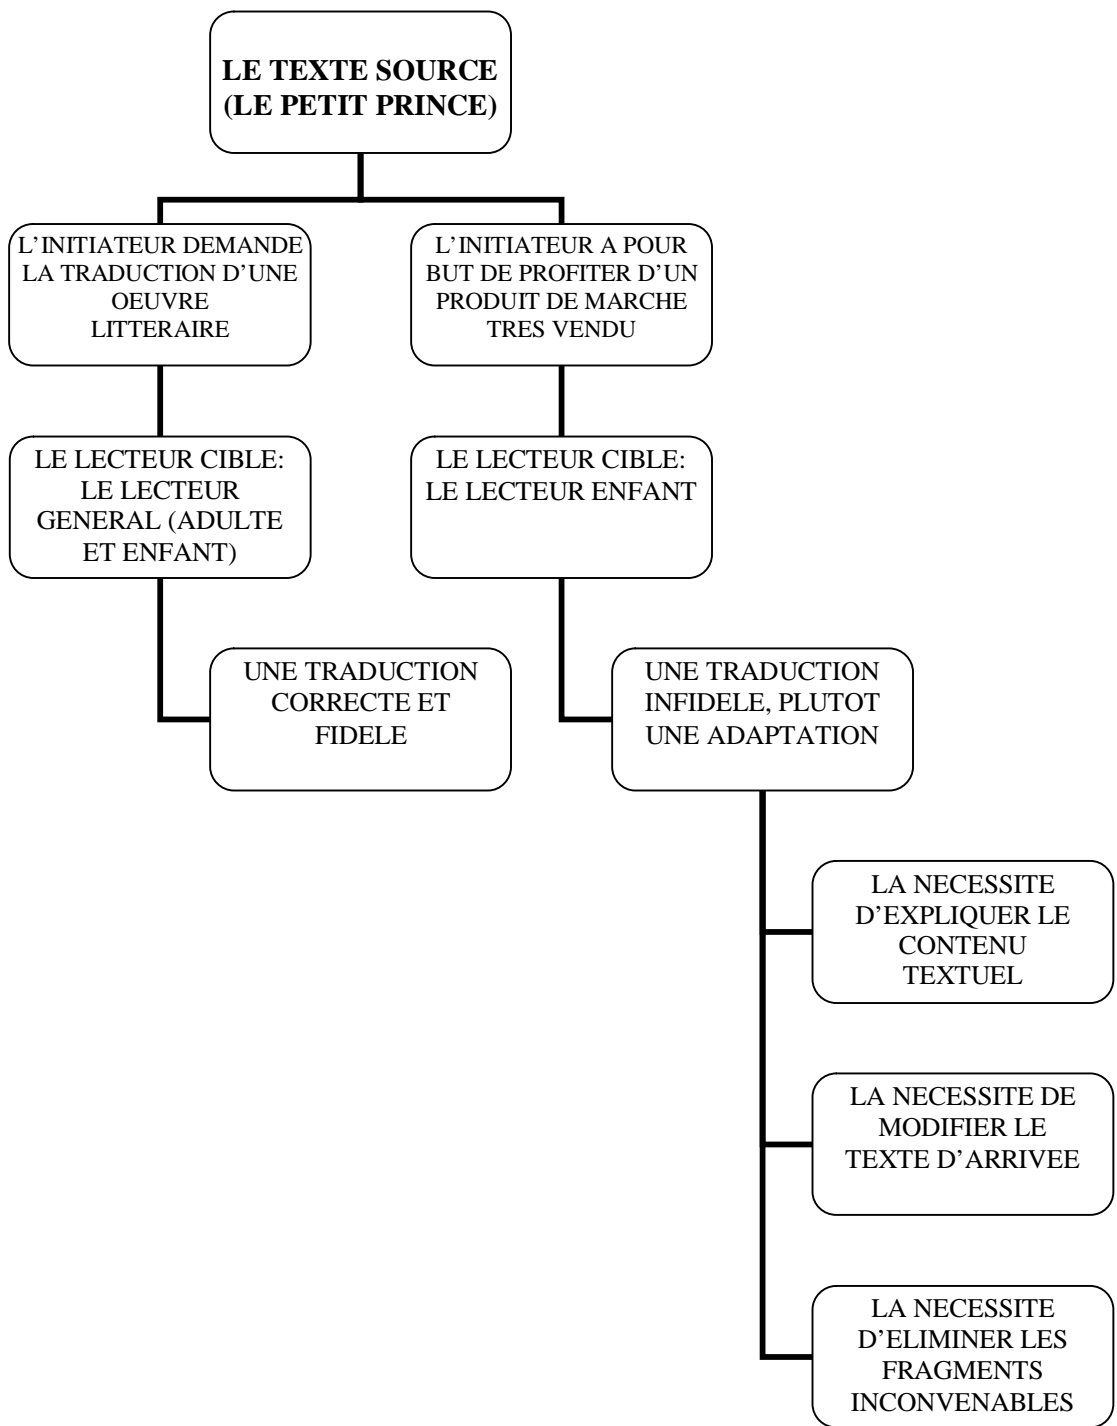 LE TEXTE SOURCE
(LE PETIT PRINCE)
L'INITIATEUR DEMANDE
LA TRADUCTION D'UNE
OEUVRE
LITTERAIRE
L'INITIATEUR A POUR
BUT DE PROFITER D'UN
PRODUIT DE MARCHE
TRES VENDU
LE LECTEUR CIBLE:
LE LECTEUR
GENERAL (ADULTE
ET ENFANT)
LE LECTEUR CIBLE:
LE LECTEUR ENFANT
UNE TRADUCTION
CORRECTE ET
FIDELE
UNE TRADUCTION
INFIDELE, PLUTOT
UNE ADAPTATION
LA NECESSITE
D'EXPLIQUER LE
CONTENU
TEXTUEL
LA NECESSITE DE
MODIFIER LE
TEXTE D'ARRIVEE
LA NECESSITE
D'ELIMINER LES
FRAGMENTS
INCONVENABLES